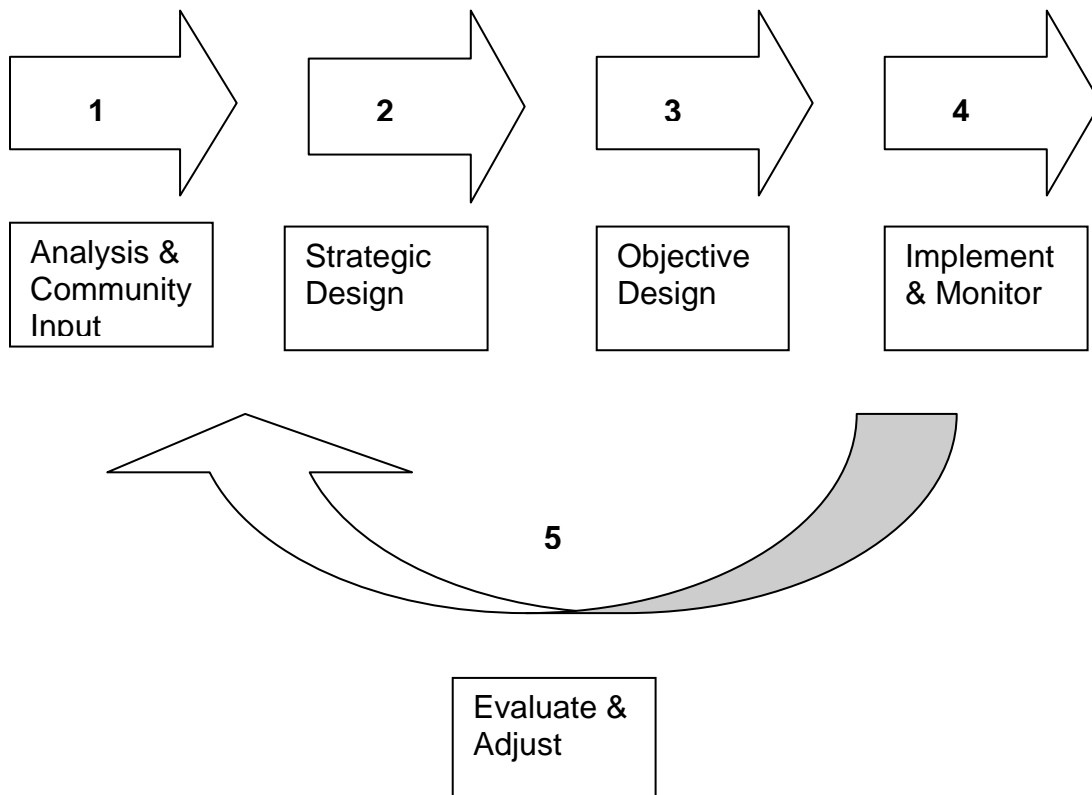 1
2
3
4
Analysis &
Community
Input
Strategic
Design
Objective
Design
Implement
& Monitor
5
Evaluate &
Adjust